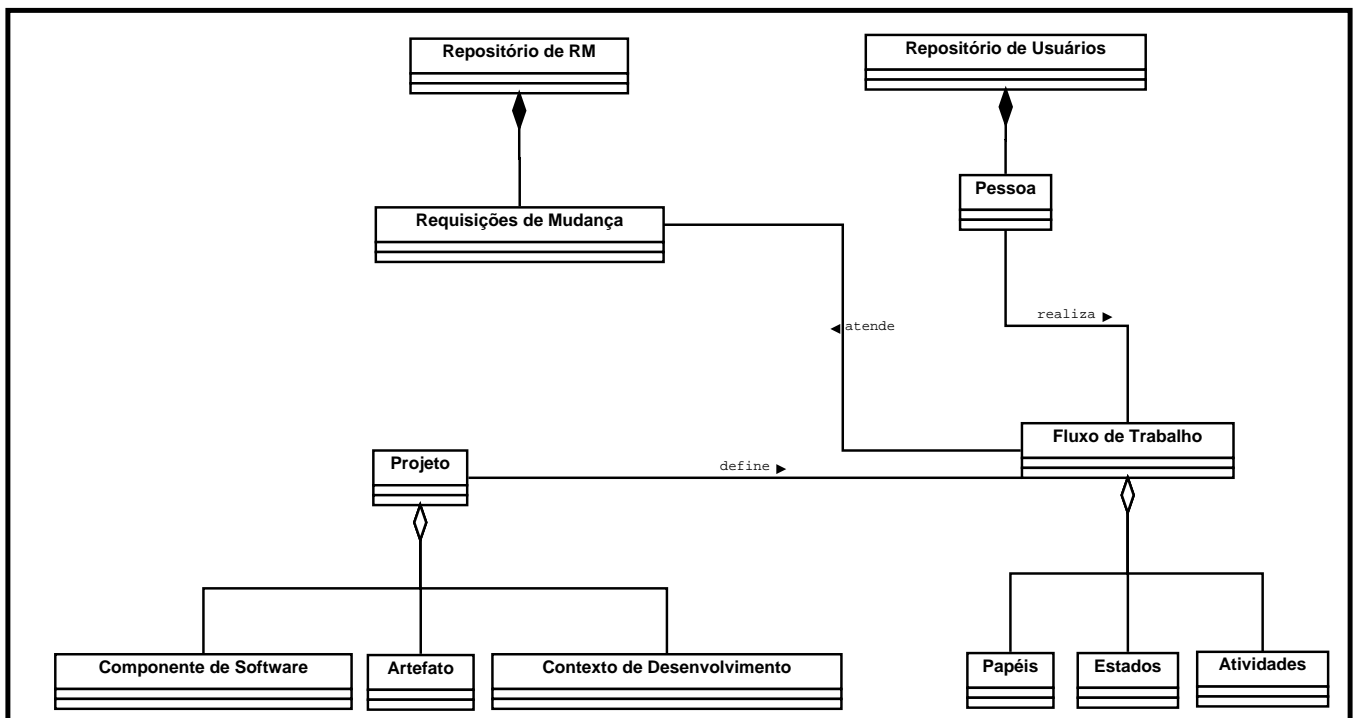 Repositório de RM
Repositório de Usuários
Pessoa
Requisições de Mudança
realiza
atende
Fluxo de Trabalho
Projeto
define
Componente de Software
Artefato
Contexto de Desenvolvimento
Papéis
Estados
Atividades